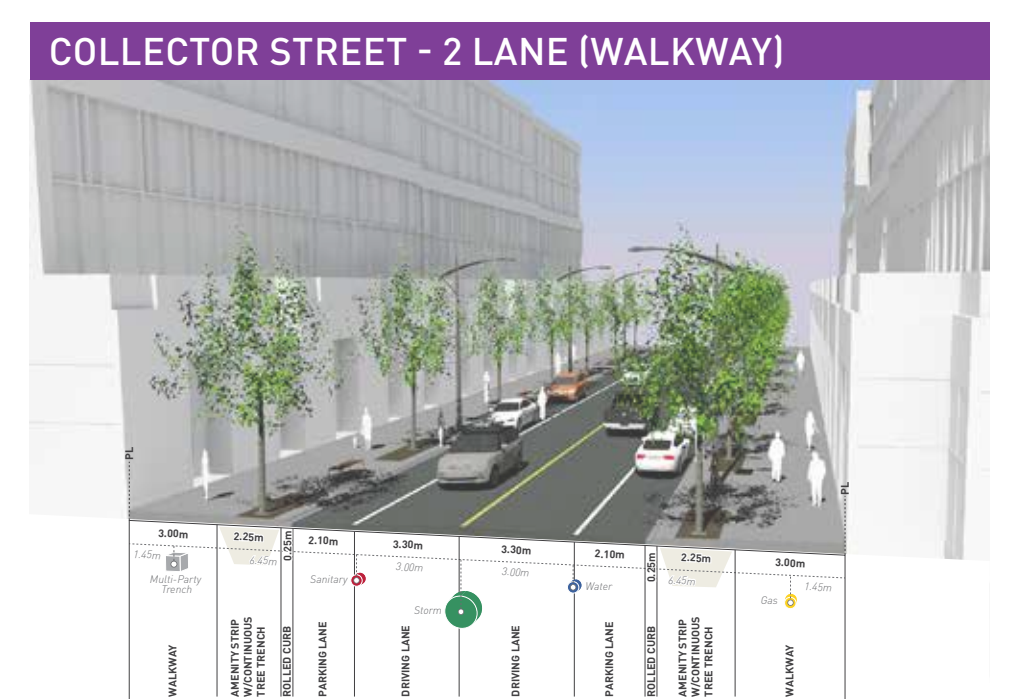 COLLECTOR STREET - 2 LANE (WALKWAY)
PL
PL
3.00m
2.25m
0.25m
2.10m
3.30m
3.30m
2.10m
0.25m
2.25m
3.00m
1.45m
6.45m
3.00m
3.00m
6.45m
1.45m
Multi-Party
Trench
Sanitary
Storm
Water
Gas
WALKWAY
AMENITY STRIP
W/CONTINUOUS
TREE TRENCH
ROLLED CURB
PARKING LANE
DRIVING LANE
DRIVING LANE
PARKING LANE
ROLLED CURB
AMENITY STRIP
W/CONTINUOUS
TREE TRENCH
WALKWAY